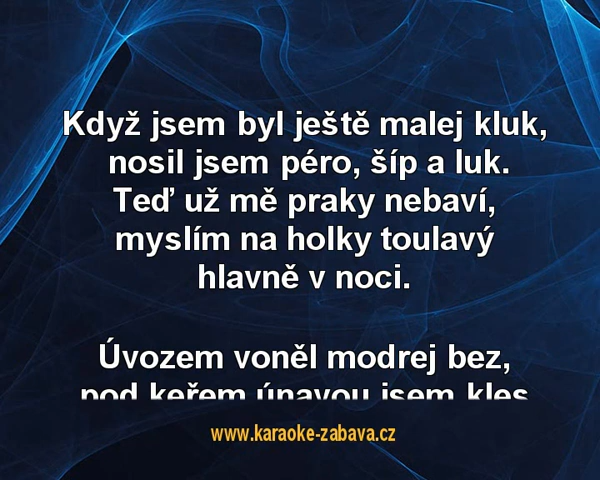 Když jsem byl ještě malej kluk,
nosil jsem péro, šíp a luk.
Teď už mě praky nebaví,
myslím na holky toulavý
hlavně v noci.
Úvozem voněl modrej bez,
pod keřem únavou jsem kles
www.karaoke-zabava.cz